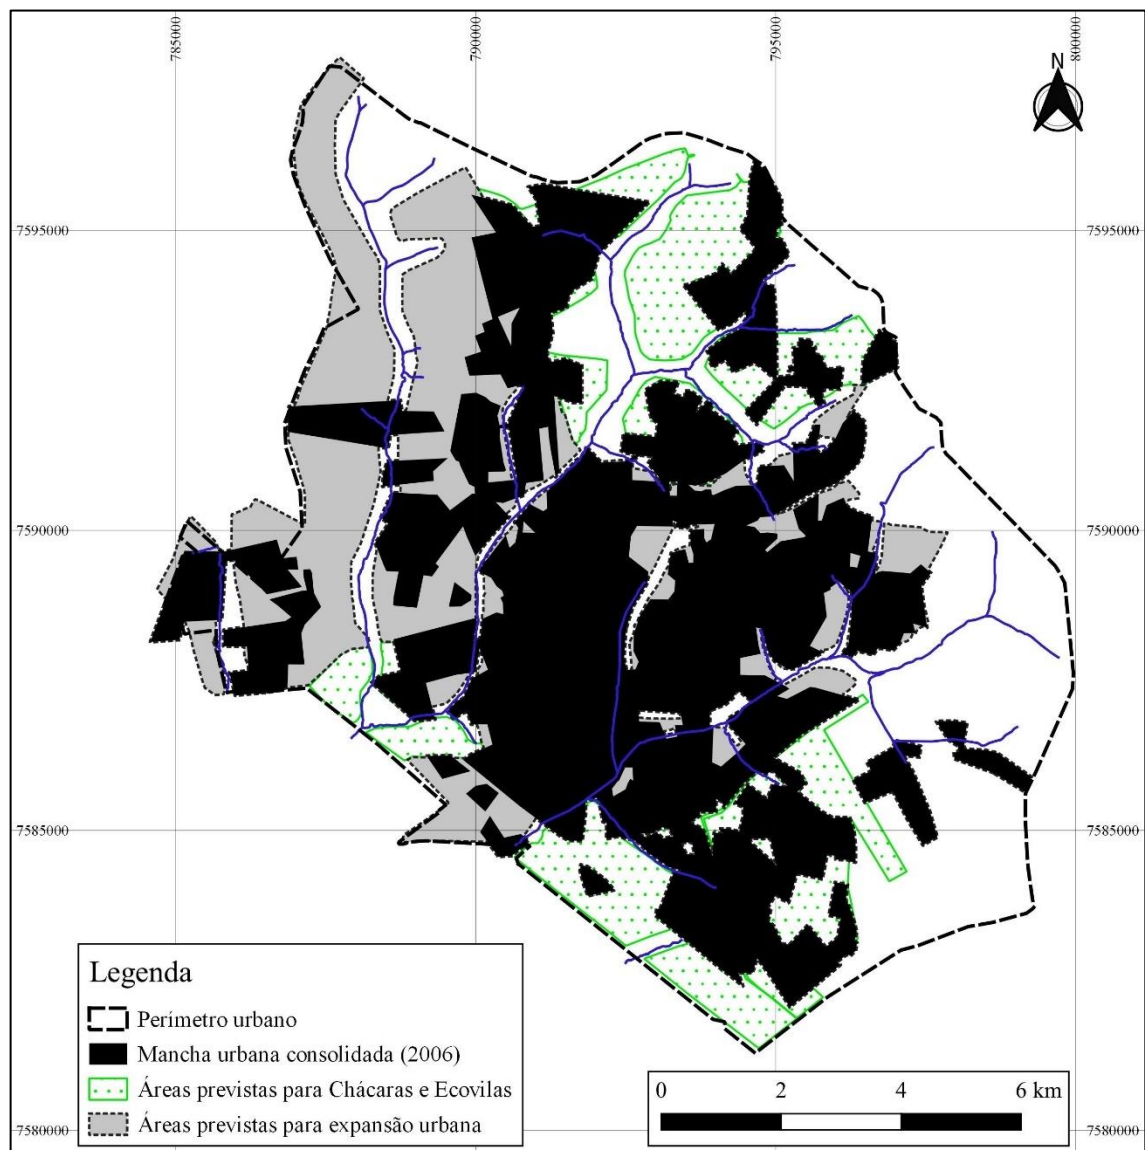 785000
790000
795000
800000
N
7595000
7595000
7590000
7590000
7585000
7585000
7580000
Legenda
Perímetro urbano
Mancha urbana consolidada (2006)
Áreas previstas para Chácaras e Ecovilas
Áreas previstas para expansão urbana
0 2 4 6 km
7580000